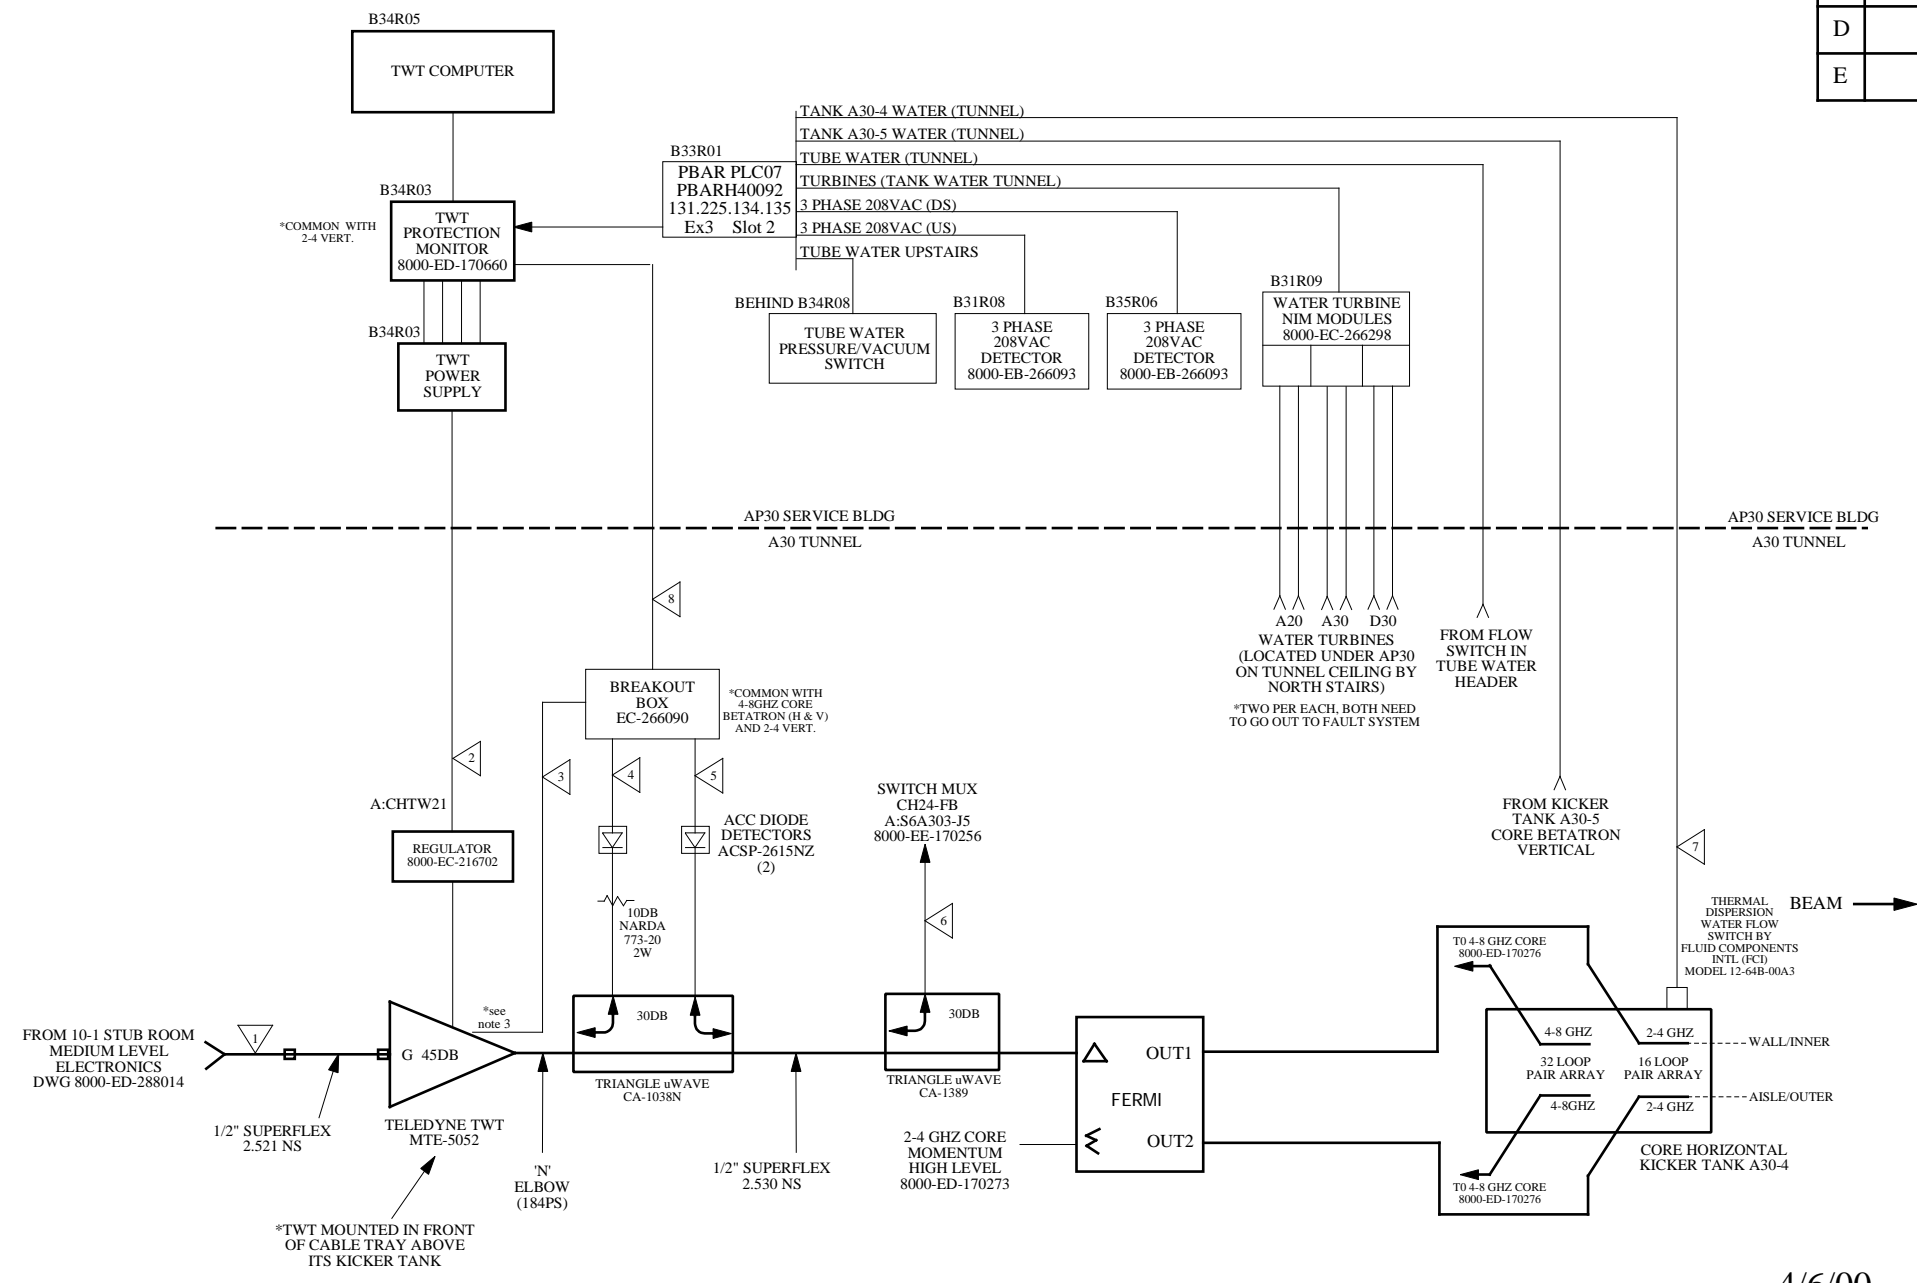 B34R05
TWT COMPUTER
D
E
TANK A30-4 WATER (TUNNEL)
TANK A30-5 WATER (TUNNEL)
TUBE WATER (TUNNEL)
TURBINES (TANK WATER TUNNEL)
3 PHASE 208VAC (DS)
3 PHASE 208VAC (US)
TUBE WATER UPSTAIRS
B33R01
PBAR PLC07
PBARH40092
131.225.134.135
Ex3 Slot 2
B34R03
TWT
PROTECTION
MONITOR
8000-ED-170660
*COMMON WITH
2-4 VERT.
B34R03
TWT
POWER
SUPPLY
BEHIND B34R08
TUBE WATER
PRESSURE/VACUUM
SWITCH
B31R08
3 PHASE
208VAC
DETECTOR
8000-EB-266093
B35R06
3 PHASE
208VAC
DETECTOR
8000-EB-266093
B31R09
WATER TURBINE
NIM MODULES
8000-EC-266298
AP30 SERVICE BLDG
A30 TUNNEL
AP30 SERVICE BLDG
A30 TUNNEL
8
A20 A30 D30
WATER TURBINES
(LOCATED UNDER AP30
ON TUNNEL CEILING BY
NORTH STAIRS)
*TWO PER EACH, BOTH NEED
TO GO OUT TO FAULT SYSTEM
FROM FLOW
SWITCH IN
TUBE WATER
HEADER
BREAKOUT
BOX
EC-266090
*COMMON WITH
4-8GHZ CORE
BETATRON (H & V)
AND 2-4 VERT.
2
3
4
5
A:CHTW21
REGULATOR
8000-EC-216702
ACC DIODE
DETECTORS
ACSP-2615NZ
(2)
SWITCH MUX
CH24-FB
A:S6A303-J5
8000-EE-170256
FROM KICKER
TANK A30-5
CORE BETATRON
VERTICAL
7
10DB
NARDA
773-20
2W
6
THERMAL
DISPERSION
WATER FLOW
SWITCH BY
FLUID COMPONENTS
INTL (FCI)
MODEL 12-64B-00A3
BEAM
T0 4-8 GHZ CORE
8000-ED-170276
FROM 10-1 STUB ROOM
MEDIUM LEVEL
ELECTRONICS
DWG 8000-ED-288014
1
G 45DB
*see
note 3
30DB
TRIANGLE uWAVE
CA-1038N
30DB
TRIANGLE uWAVE
CA-1389
OUT1
FERMI
OUT2
4-8 GHZ
2-4 GHZ
WALL/INNER
32 LOOP
PAIR ARRAY
16 LOOP
PAIR ARRAY
4-8GHZ
2-4 GHZ
AISLE/OUTER
1/2" SUPERFLEX
2.521 NS
TELEDYNE TWT
MTE-5052
'N'
ELBOW
(184PS)
1/2" SUPERFLEX
2.530 NS
2-4 GHZ CORE
MOMENTUM
HIGH LEVEL
8000-ED-170273
T0 4-8 GHZ CORE
8000-ED-170276
CORE HORIZONTAL
KICKER TANK A30-4
*TWT MOUNTED IN FRONT
OF CABLE TRAY ABOVE
ITS KICKER TANK